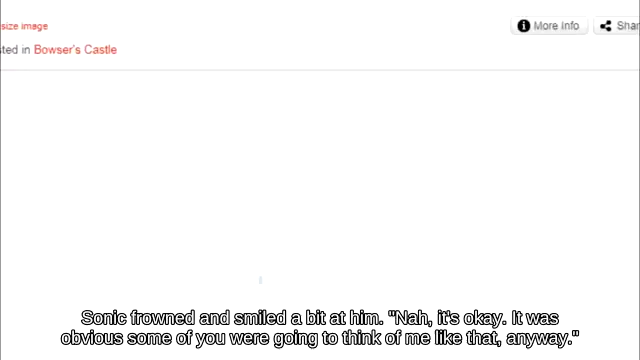 size image
More Info
Shar
sted in Bowser's Castle
Sonic frowned and smiled a bit at him. "Nah, it's okay. It was
obvious some of you were going to think of me like that, anyway."